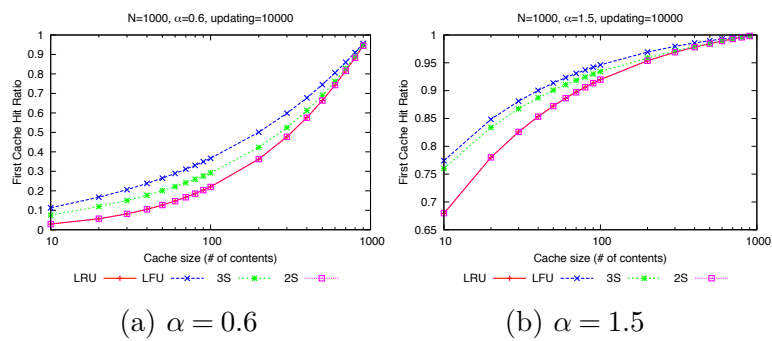 N=1000, α=0.6, updating=10000
1
0.9
0.8
0.7
0.6
0.5
0.4
0.3
0.2
0.1
0
First Cache Hit Ratio
10 100 1000
Cache size (# of contents)
LRU LFU 3S 2S
(a) α = 0.6
N=1000, α=1.5, updating=10000
1
0.95
0.9
0.85
0.8
0.75
0.7
0.65
First Cache Hit Ratio
10 100 1000
Cache size (# of contents)
LRU LFU 3S 2S
(b) α = 1.5